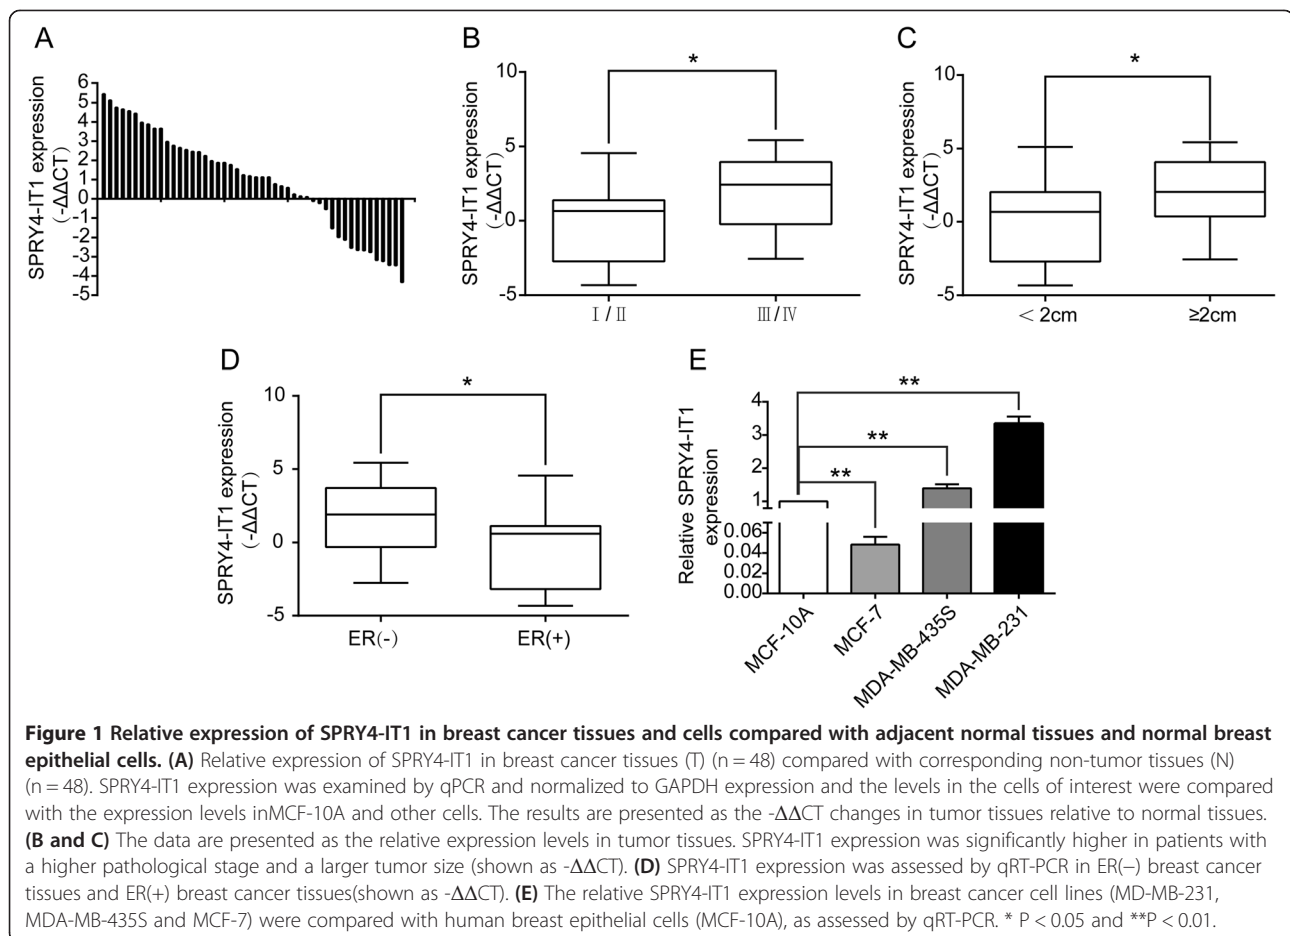 A
SPRY4-IT1 expression
(-ΔΔCT)
6
5
4
3
2
1
0
-1
-2
-3
-4
-5
B
SPRY4-IT1 expression
(-ΔΔCT)
10
5
-0
-5
*
Ⅰ/Ⅱ
Ⅲ/Ⅳ
C
SPRY4-IT1 expression
(-ΔΔCT)
10
5
-0
-5
*
< 2cm
≥2cm
D
SPRY4-IT1 expression
(-ΔΔCT)
10
5
0
-5
*
ER(-)
ER(+)
E
Relative SPRY4-IT1
expression
4
3
2
1
0.06
0.04
0.02
0.00
**
**
**
MCF-10A
MCF-7
MDA-MB-435S
MDA-MB-231
Figure 1 Relative expression of SPRY4-IT1 in breast cancer tissues and cells compared with adjacent normal tissues and normal breast
epithelial cells. (A) Relative expression of SPRY4-IT1 in breast cancer tissues (T) (n = 48) compared with corresponding non-tumor tissues (N)
(n = 48). SPRY4-IT1 expression was examined by qPCR and normalized to GAPDH expression and the levels in the cells of interest were compared
with the expression levels inMCF-10A and other cells. The results are presented as the -ΔΔCT changes in tumor tissues relative to normal tissues.
(B and C) The data are presented as the relative expression levels in tumor tissues. SPRY4-IT1 expression was significantly higher in patients with
a higher pathological stage and a larger tumor size (shown as -ΔΔCT). (D) SPRY4-IT1 expression was assessed by qRT-PCR in ER(−) breast cancer
tissues and ER(+) breast cancer tissues(shown as -ΔΔCT). (E) The relative SPRY4-IT1 expression levels in breast cancer cell lines (MD-MB-231,
MDA-MB-435S and MCF-7) were compared with human breast epithelial cells (MCF-10A), as assessed by qRT-PCR. * P < 0.05 and **P < 0.01.